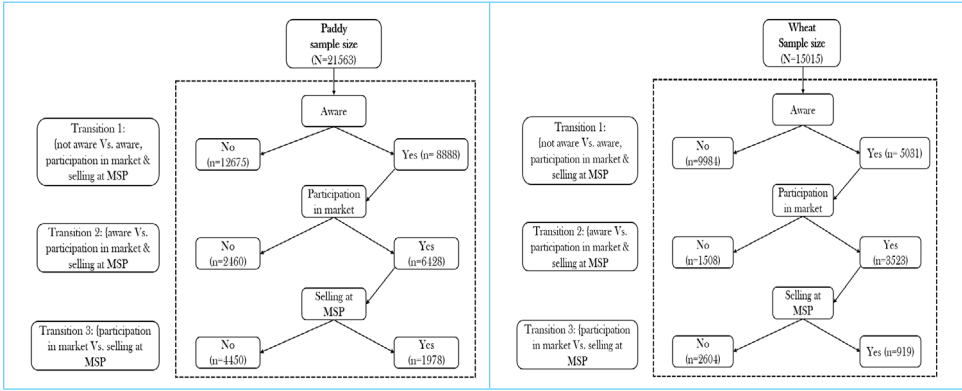 Paddy
sample size
(N=21563)
Aware
Transition 1:
{not aware Vs. aware,
participation in market &
selling at MSP
No
(n=12675)
Yes (n= 8888)
Participation
in market
Transition 2: {aware Vs.
participation in market &
selling at MSP
No
(n=2460)
Yes
(n=6428)
Selling at
MSP
Transition 3: {participation
in market Vs. selling at
MSP
No
(n=4450)
Yes
(n=1978)
Wheat
Sample size
(N=15015)
Aware
Transition 1:
{not aware Vs. aware,
participation in market &
selling at MSP
No
(n=9984)
Yes (n= 5031)
Participation
in market
Transition 2: {aware Vs.
participation in market &
selling at MSP
No
(n=1508)
Yes
(n=3523)
Selling at
MSP
Transition 3: {participation
in market Vs. selling at
MSP
No
(n=2604)
Yes (n=919)